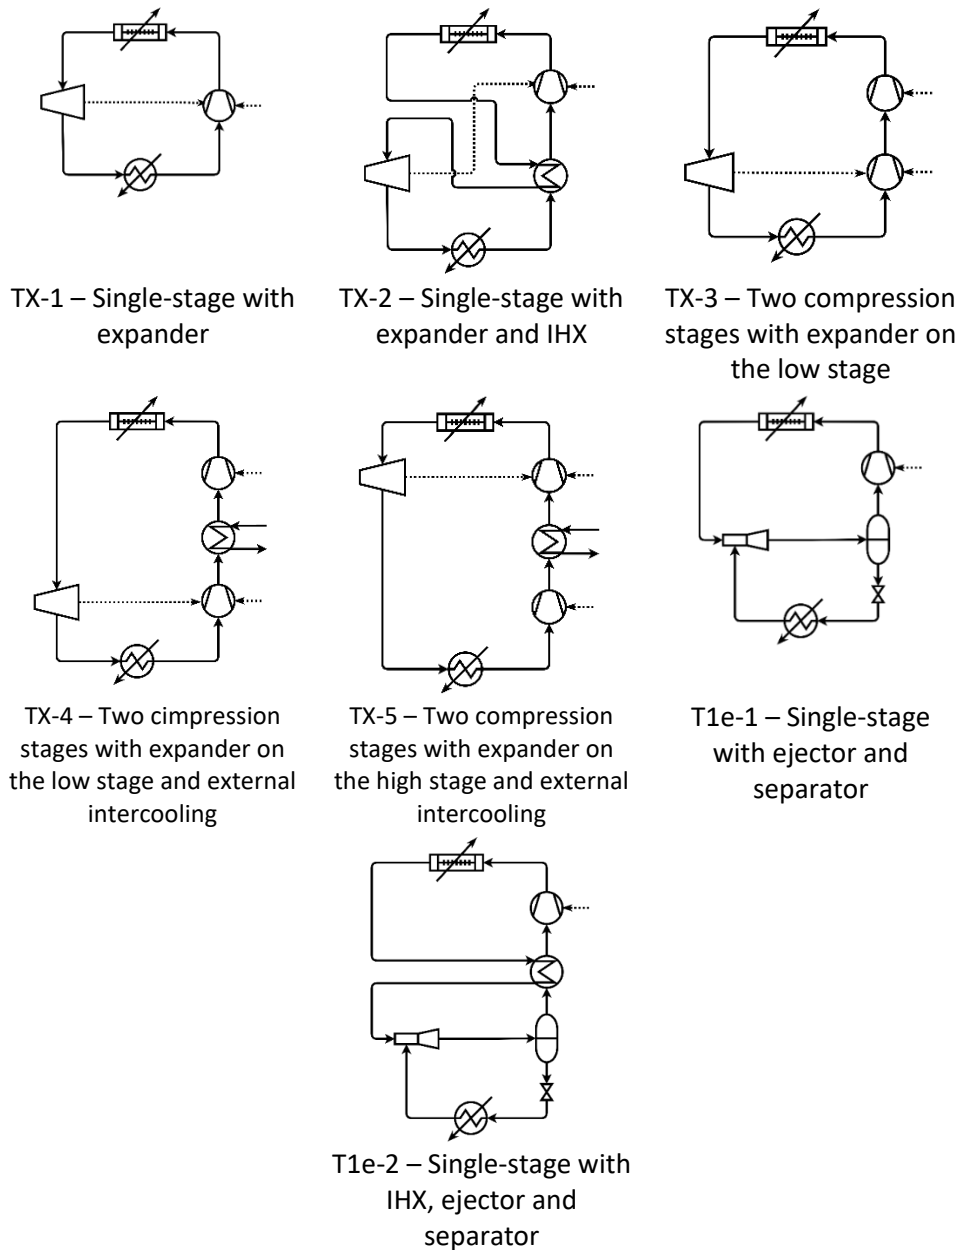 TX-1 – Single-stage with
expander
TX-2 – Single-stage with
expander and IHX
TX-3 – Two compression
stages with expander on
the low stage
TX-4 – Two cimpression
stages with expander on
the low stage and external
intercooling
TX-5 – Two compression
stages with expander on
the high stage and external
intercooling
T1e-1 – Single-stage
with ejector and
separator
T1e-2 – Single-stage with
IHX, ejector and
separator